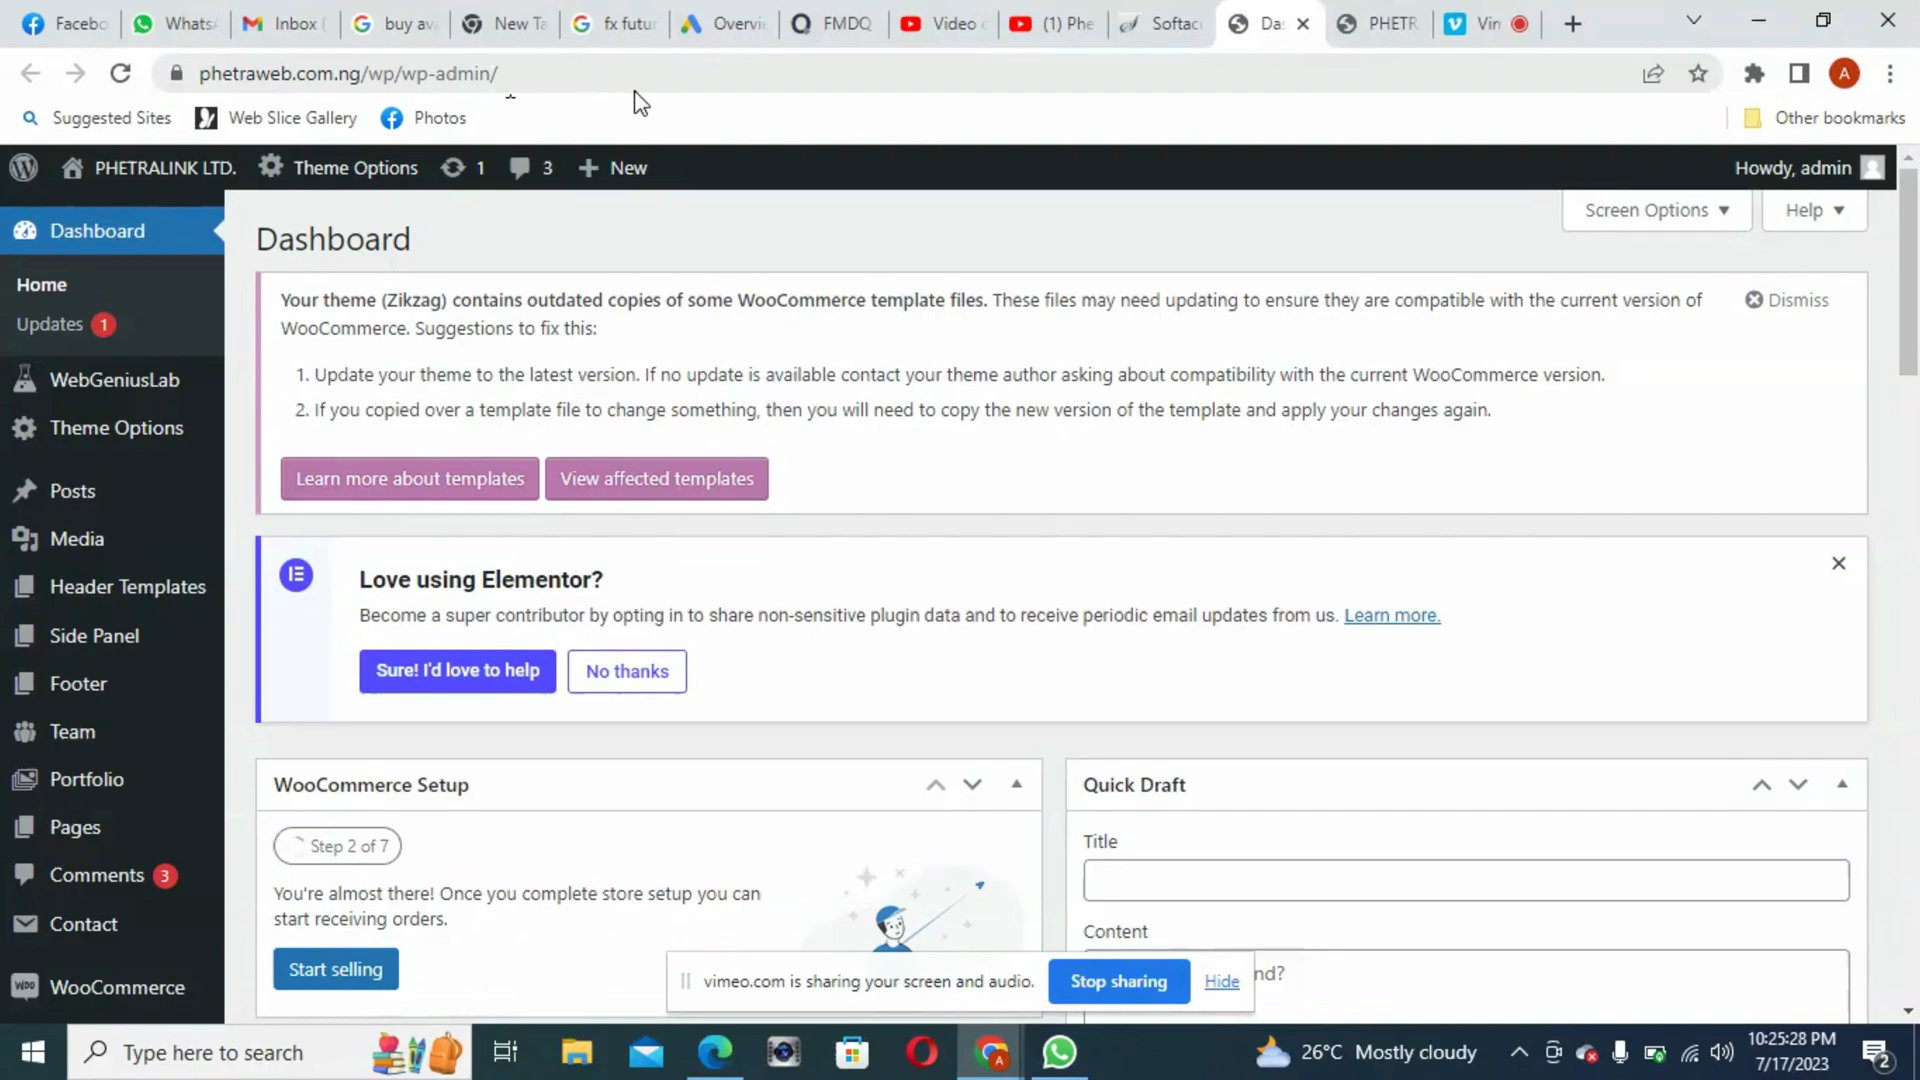 Facebo
WhatsA
Inbox (
buy ava
New Ta
fx futur
Overvie
FMDQ
Video c
(1) Phe
Softacu
Das
PHETR
Vim
phetraweb.com.ng/wp/wp-admin/
A
Suggested Sites
Web Slice Gallery
Photos
Other bookmarks
PHETRALINK LTD.
Theme Options
1
3
New
Howdy, admin
Dashboard
Home
Updates 1
WebGeniusLab
Theme Options
Posts
Media
Header Templates
Side Panel
Footer
Team
Portfolio
Pages
Comments 3
Contact
WooCommerce
Screen Options ▼
Help ▼
Dashboard
Your theme (Zikzag) contains outdated copies of some WooCommerce template files. These files may need updating to ensure they are compatible with the current version of
WooCommerce. Suggestions to fix this:
Dismiss
1. Update your theme to the latest version. If no update is available contact your theme author asking about compatibility with the current WooCommerce version.
2. If you copied over a template file to change something, then you will need to copy the new version of the template and apply your changes again.
Learn more about templates
View affected templates
Love using Elementor?
Become a super contributor by opting in to share non-sensitive plugin data and to receive periodic email updates from us. Learn more.
Sure! I'd love to help
No thanks
WooCommerce Setup
Step 2 of 7
You're almost there! Once you complete store setup you can
start receiving orders.
Start selling
Quick Draft
Title
Content
nd?
vimeo.com is sharing your screen and audio.
Stop sharing
Hide
Type here to search
26°C Mostly cloudy
10:25:28 PM
7/17/2023
2